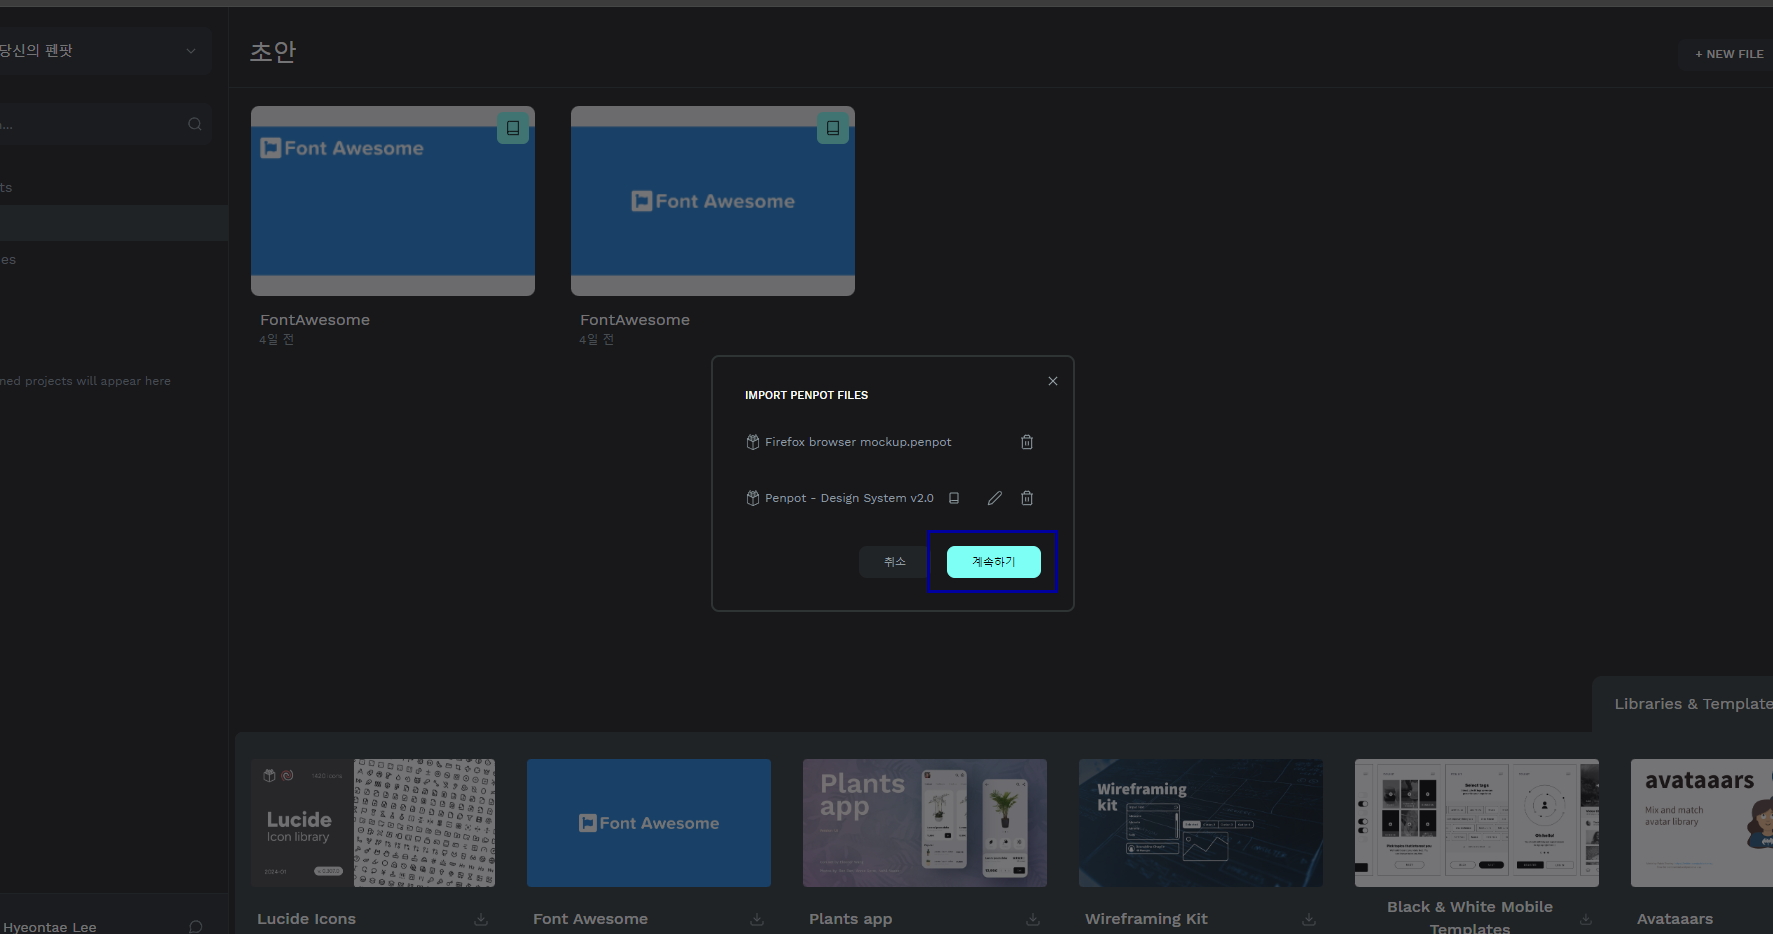 당신의 펜팟
초안
+ NEW FILE
Font Awesome
Font Awesome
FontAwesome
4일 전
FontAwesome
4일 전
ned projects will appear here
IMPORT PENPOT FILES
Firefox browser mockup.penpot
Penpot - Design System v2.0
취소
계속하기
Libraries & Template
Lucide
Icon library
2024-01
Font Awesome
Plants
app
Wireframing
kit
avataaars
Mix and match
avatar library
Lucide Icons
Font Awesome
Plants app
Wireframing Kit
Black & White Mobile
Templates
Avataaars
Hyeontae Lee